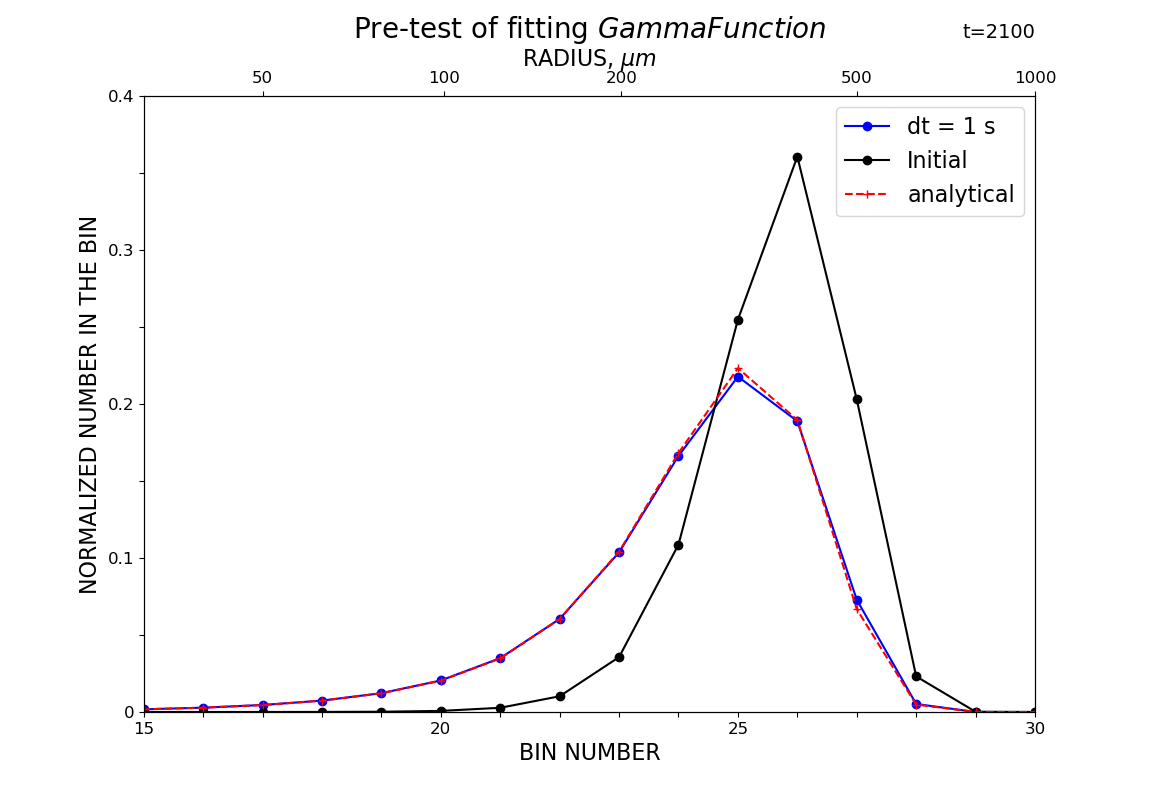 Pre-test of fitting GammaFunction
t=2100
RADIUS, μm
50 100 200 500 1000
0.4
0.3
0.2
0.1
0
NORMALIZED NUMBER IN THE BIN
dt = 1 s
Initial
analytical
15 20 25 30
BIN NUMBER